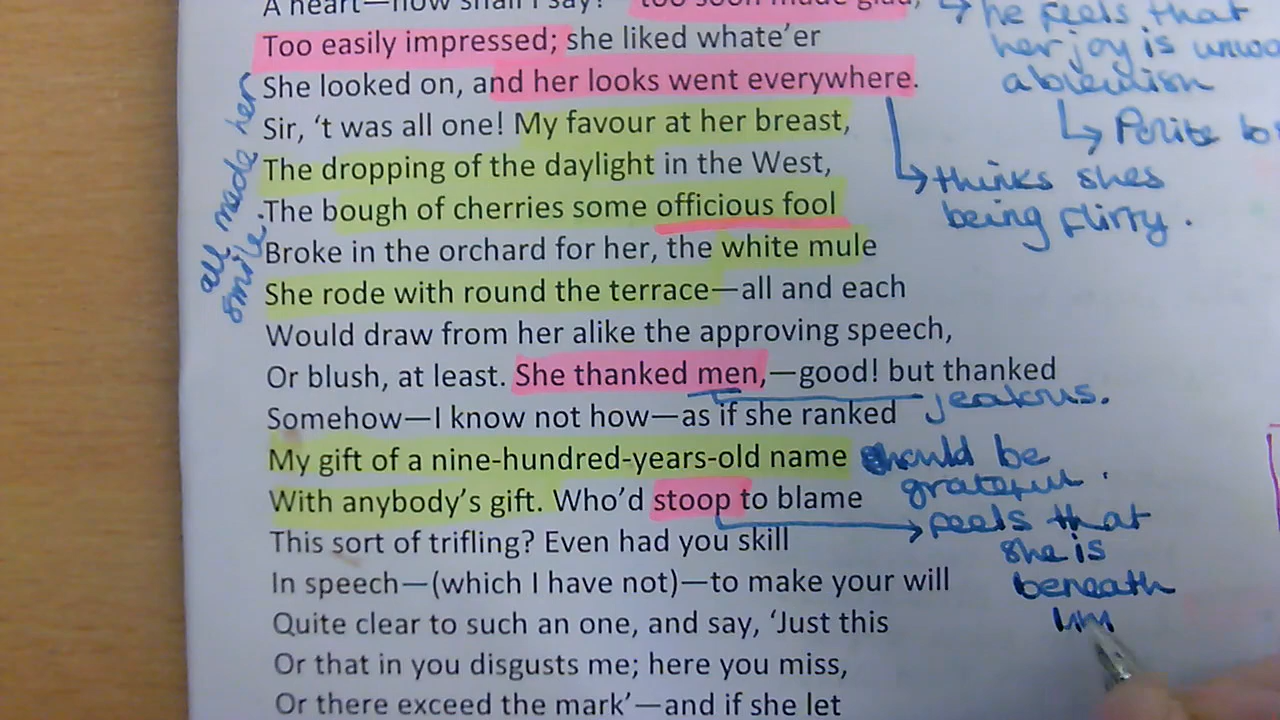 A heart—how shall I say?— too soon made glad,
Too easily impressed; she liked whate'er
She looked on, and her looks went everywhere.
Sir, 't was all one! My favour at her breast,
The dropping of the daylight in the West,
The bough of cherries some officious fool
Broke in the orchard for her, the white mule
She rode with round the terrace—all and each
Would draw from her alike the approving speech,
Or blush, at least. She thanked men,—good! but thanked
Somehow—I know not how—as if she ranked
My gift of a nine-hundred-years-old name
With anybody's gift. Who'd stoop to blame
This sort of trifling? Even had you skill
In speech—(which I have not)—to make your will
Quite clear to such an one, and say, 'Just this
Or that in you disgusts me; here you miss,
Or there exceed the mark'—and if she let
all made her
smile.
he feels that
her joy is
thinks shes
being flirry.
jealous.
should be
grateful.
feels that
she is
beneath